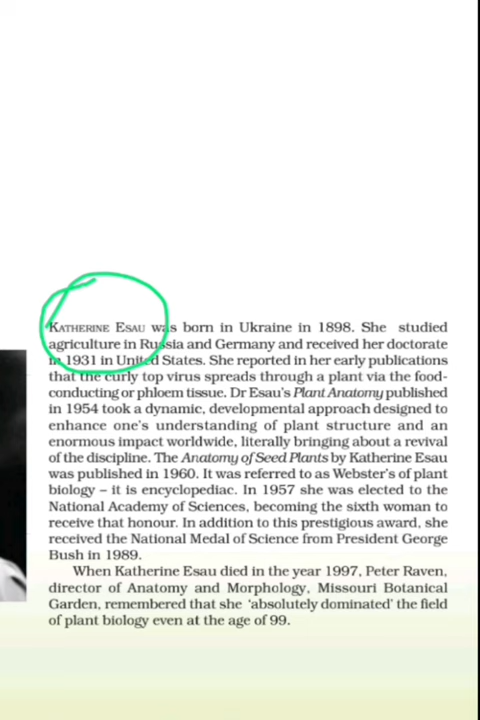 KATHERINE ESAU was born in Ukraine in 1898. She studied
agriculture in Russia and Germany and received her doctorate
in 1931 in United States. She reported in her early publications
that the curly top virus spreads through a plant via the food-
conducting or phloem tissue. Dr Esau's Plant Anatomy published
in 1954 took a dynamic, developmental approach designed to
enhance one's understanding of plant structure and an
enormous impact worldwide, literally bringing about a revival
of the discipline. The Anatomy of Seed Plants by Katherine Esau
was published in 1960. It was referred to as Webster's of plant
biology – it is encyclopediac. In 1957 she was elected to the
National Academy of Sciences, becoming the sixth woman to
receive that honour. In addition to this prestigious award, she
received the National Medal of Science from President George
Bush in 1989.
When Katherine Esau died in the year 1997, Peter Raven,
director of Anatomy and Morphology, Missouri Botanical
Garden, remembered that she 'absolutely dominated' the field
of plant biology even at the age of 99.